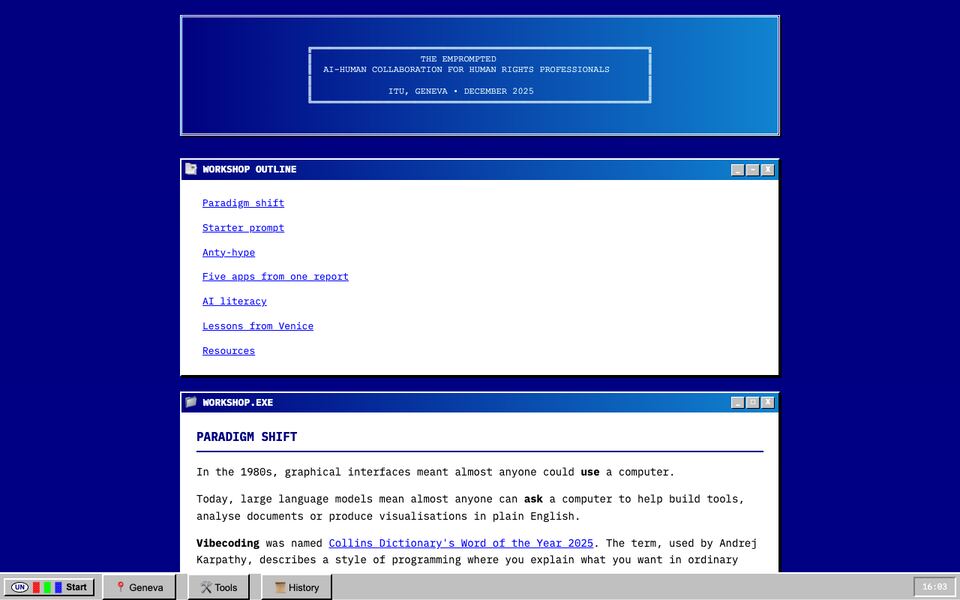 THE EMPROMPTED
AI-HUMAN COLLABORATION FOR HUMAN RIGHTS PROFESSIONALS
ITU, GENEVA • DECEMBER 2025
WORKSHOP OUTLINE
Paradigm shift
Starter prompt
Anty-hype
Five apps from one report
AI literacy
Lessons from Venice
Resources
WORKSHOP.EXE
PARADIGM SHIFT
In the 1980s, graphical interfaces meant almost anyone could use a computer.
Today, large language models mean almost anyone can ask a computer to help build tools,
analyse documents or produce visualisations in plain English.
Vibecoding was named Collins Dictionary's Word of the Year 2025. The term, used by Andrej
Karpathy, describes a style of programming where you explain what you want in ordinary
UN Start Geneva Tools History 16:03